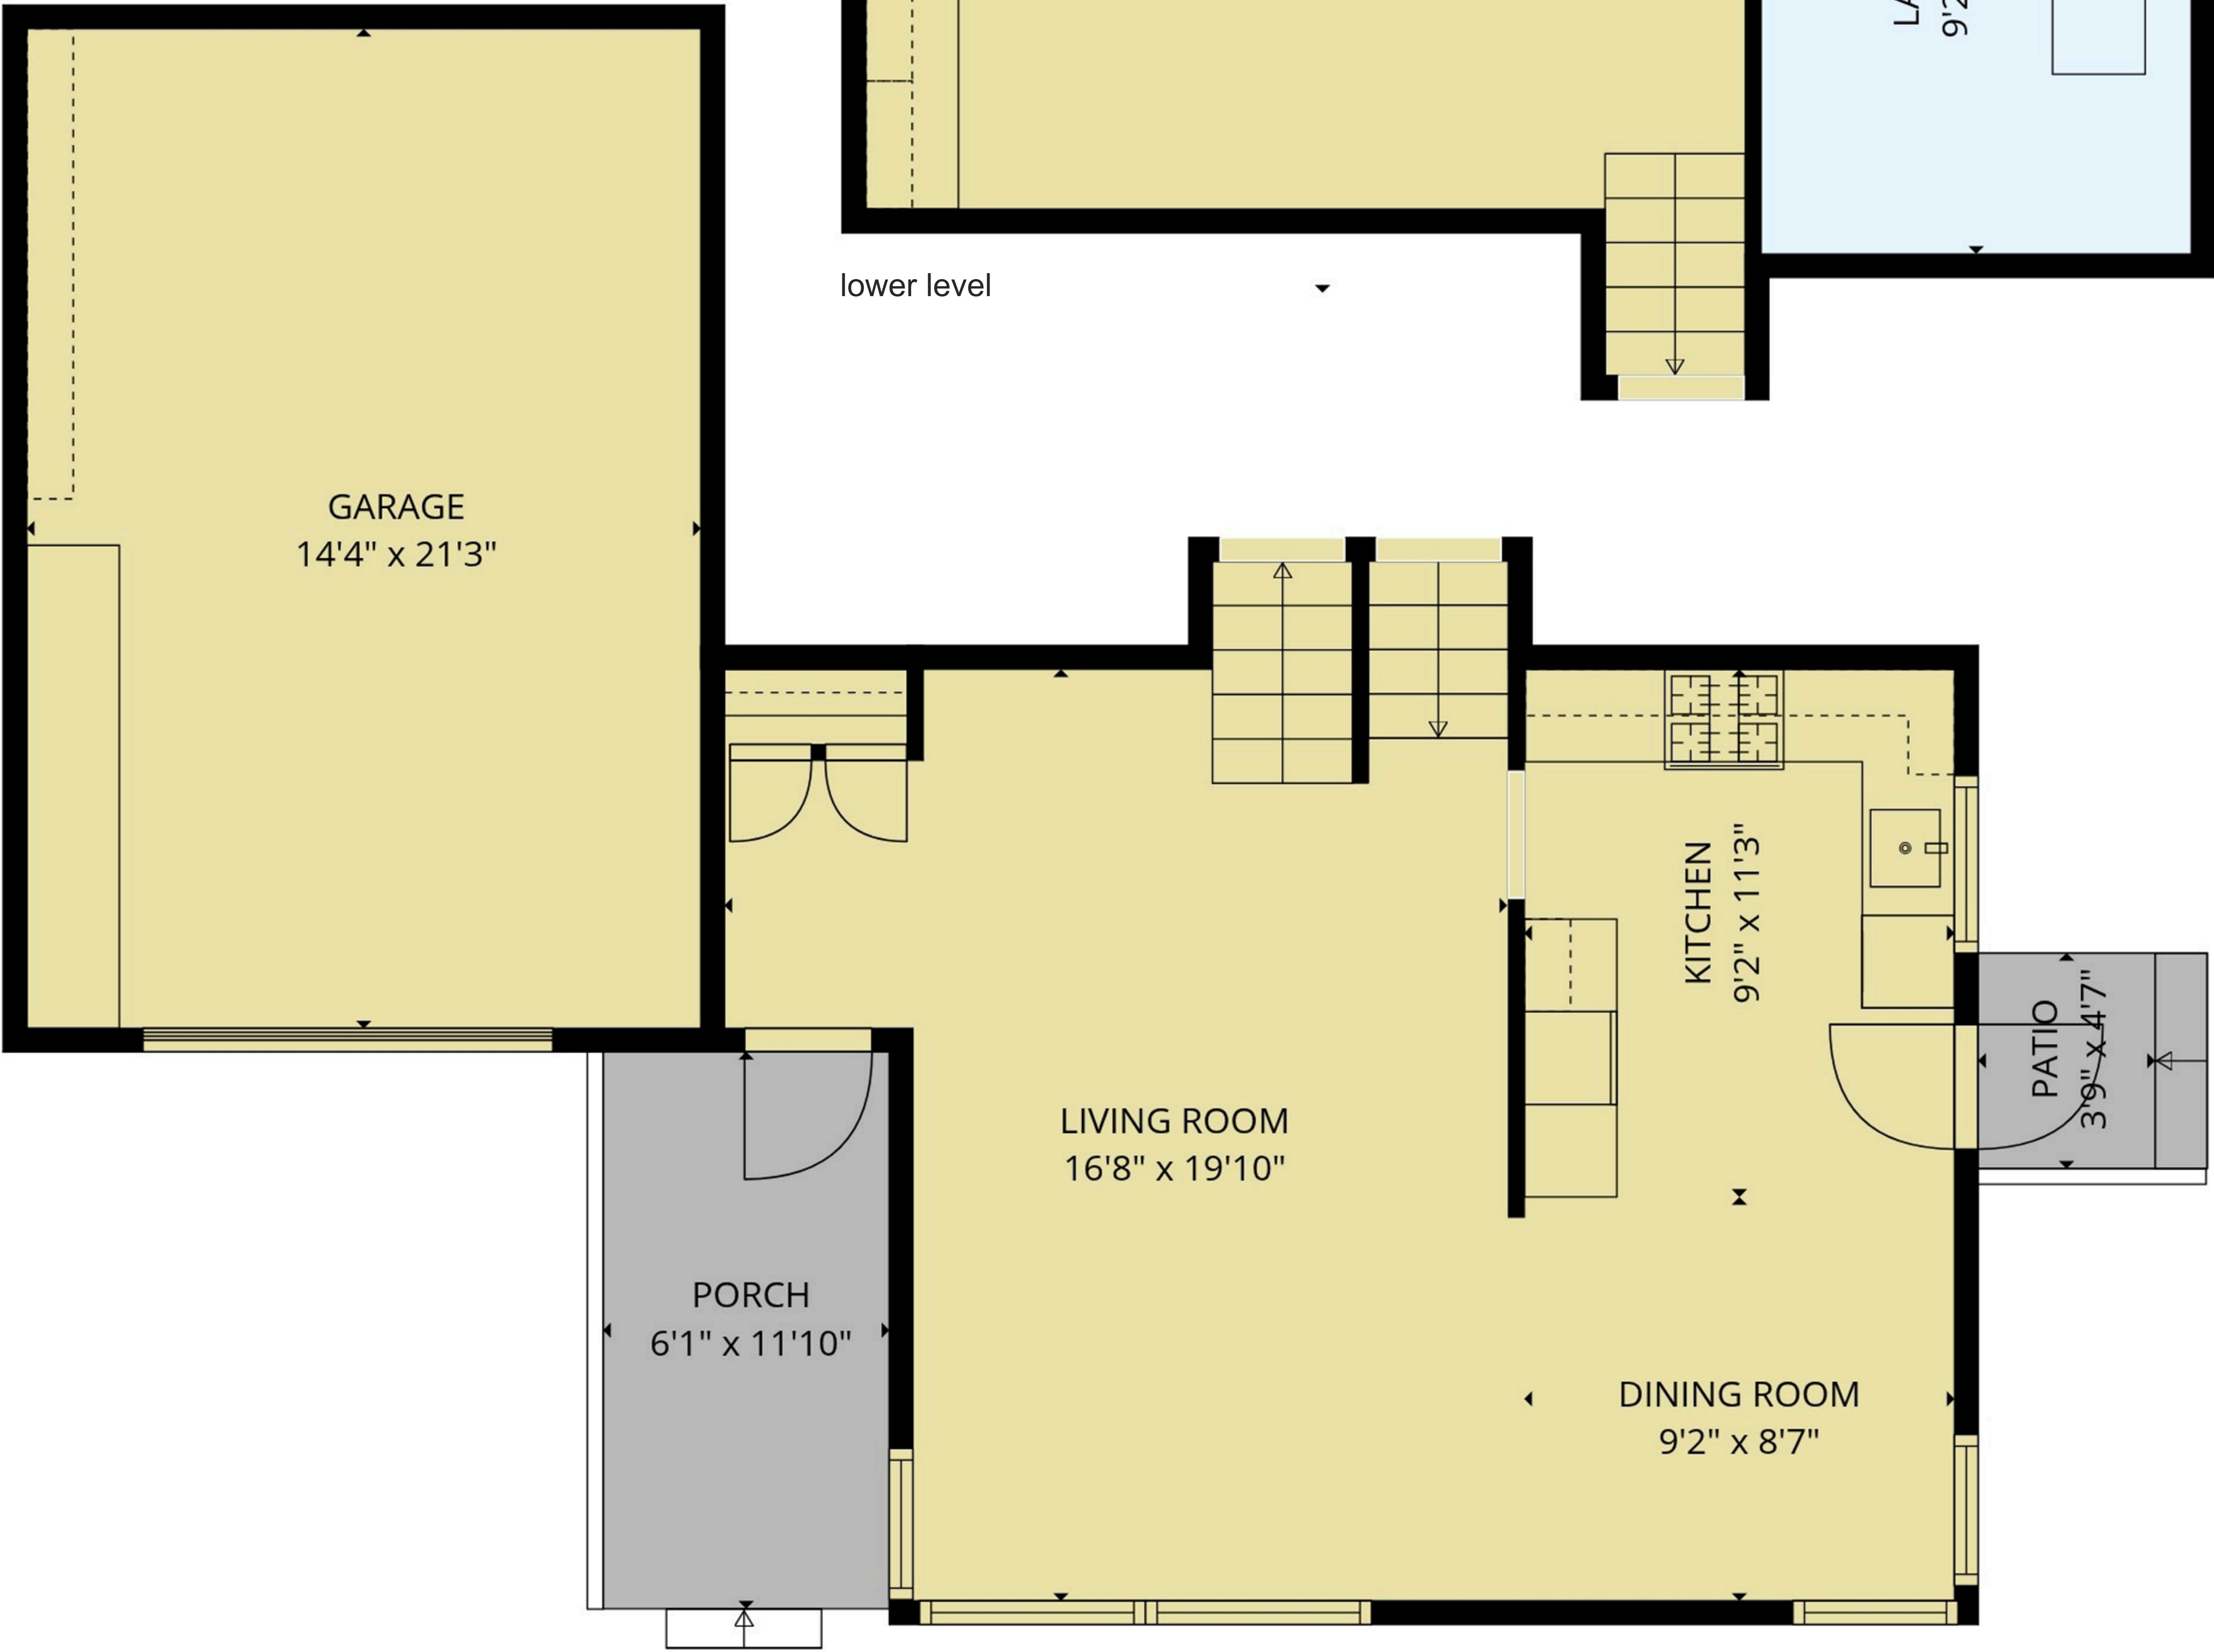 lower level
GARAGE
14'4" x 21'3"
KITCHEN
9'2" x 11'3"
PATIO
3'9" x 4'7"
LIVING ROOM
16'8" x 19'10"
PORCH
6'1" x 11'10"
DINING ROOM
9'2" x 8'7"